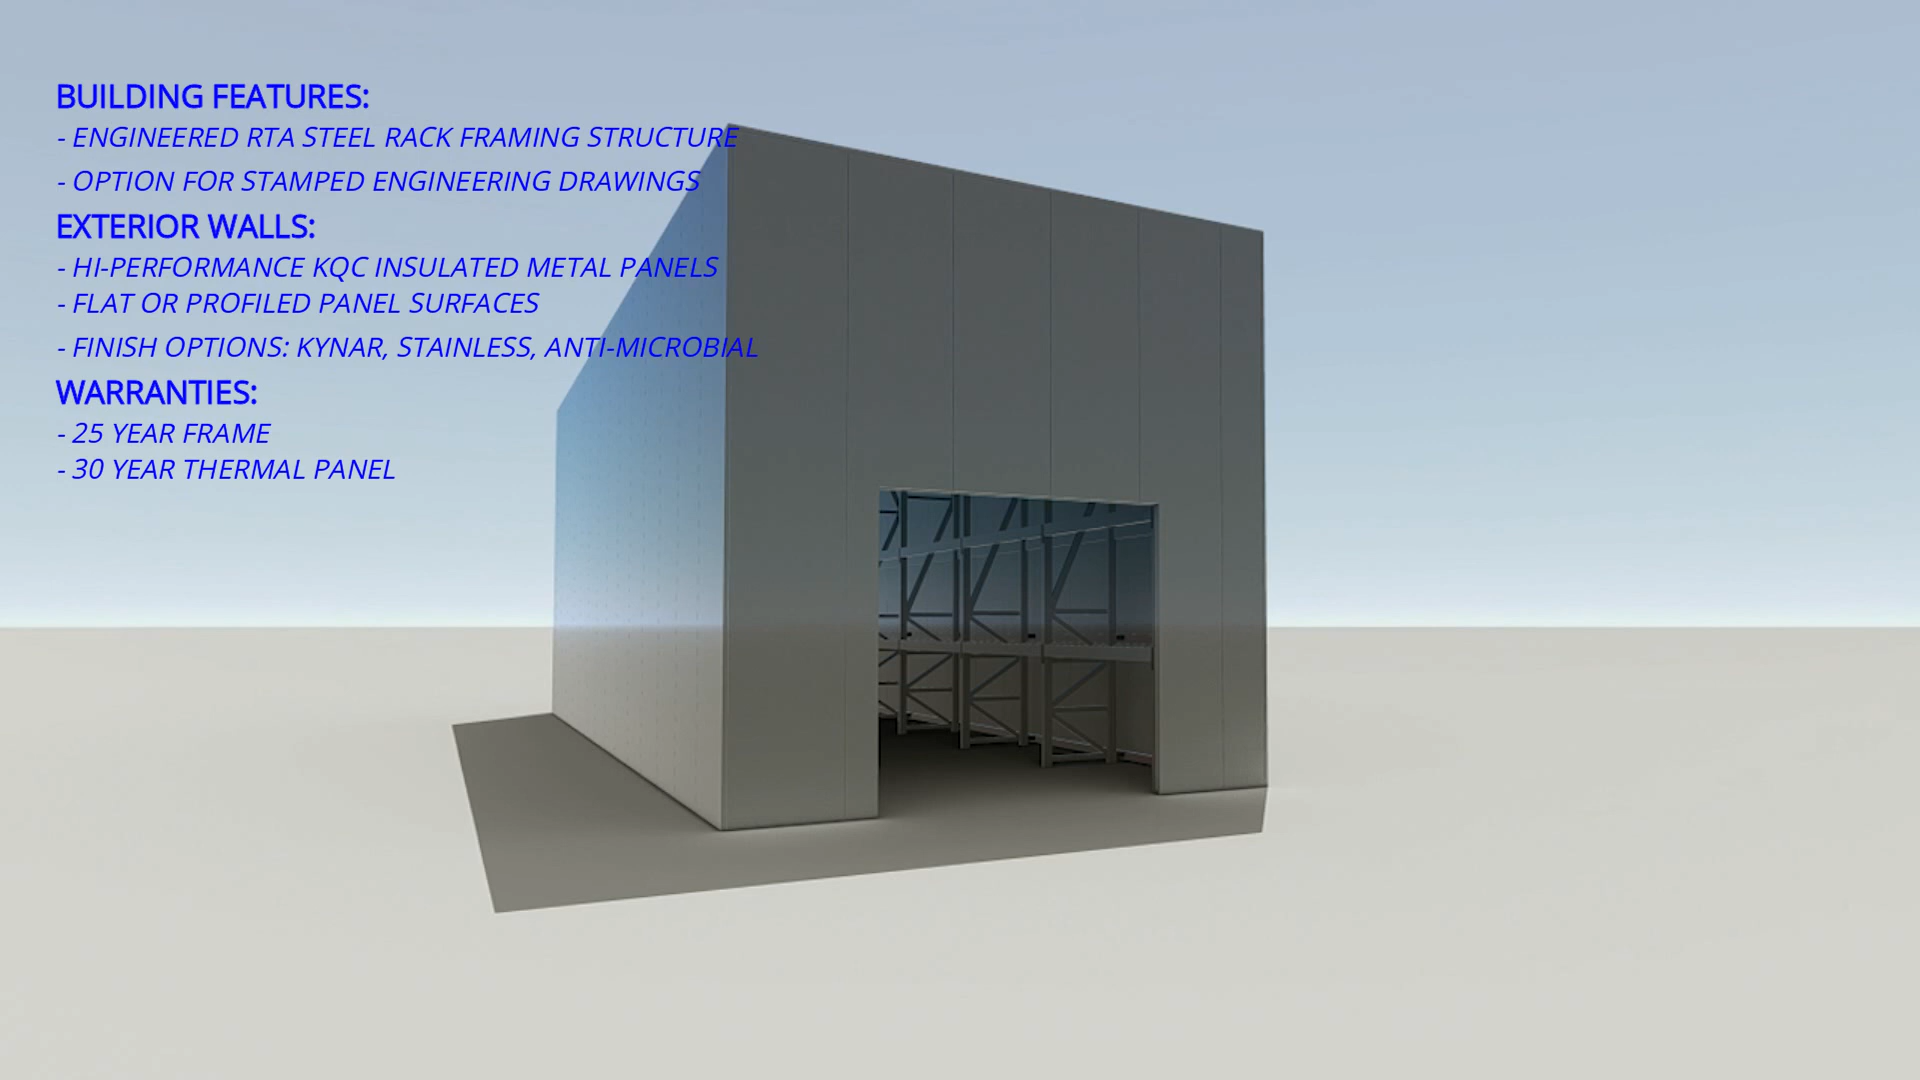 BUILDING FEATURES:
- ENGINEERED RTA STEEL RACK FRAMING STRUCTURE
- OPTION FOR STAMPED ENGINEERING DRAWINGS
EXTERIOR WALLS:
- HI-PERFORMANCE KQC INSULATED METAL PANELS
- FLAT OR PROFILED PANEL SURFACES
- FINISH OPTIONS: KYNAR, STAINLESS, ANTI-MICROBIAL
WARRANTIES:
- 25 YEAR FRAME
- 30 YEAR THERMAL PANEL